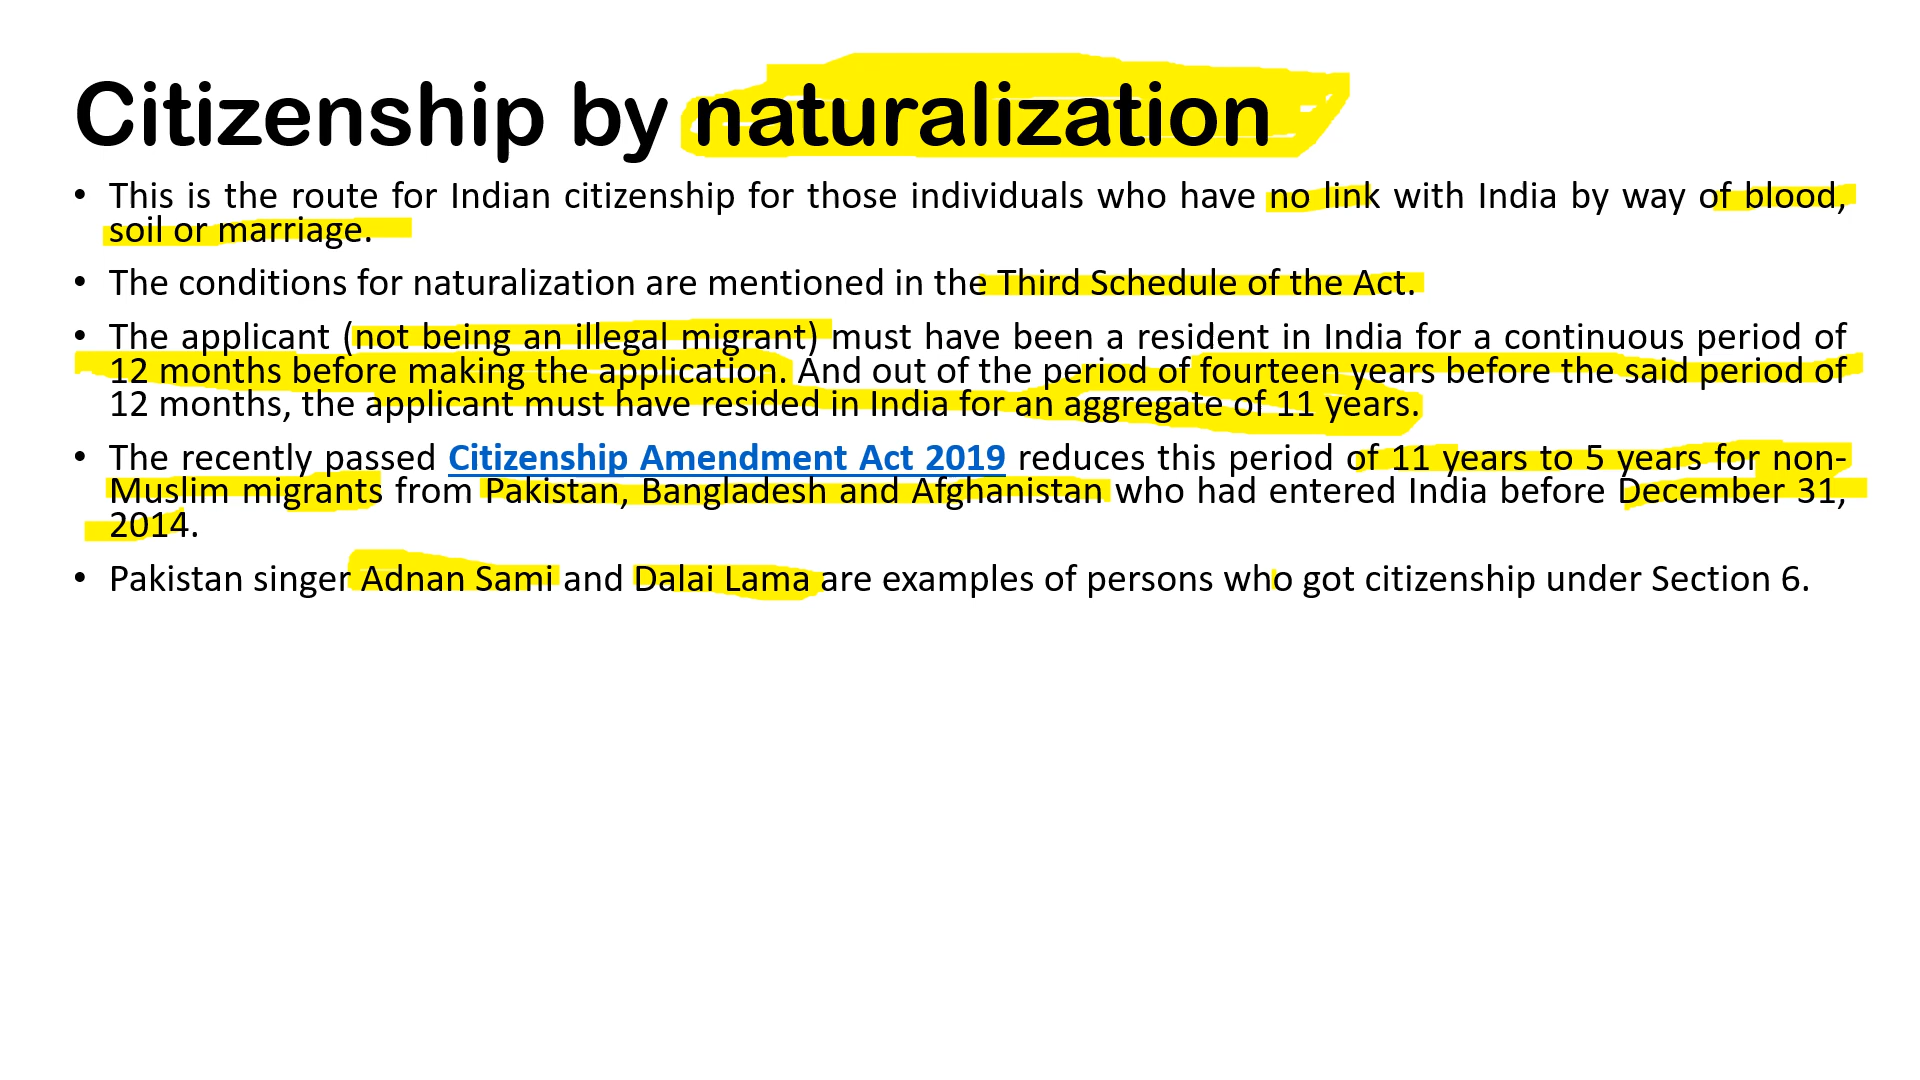 Citizenship by naturalization
• This is the route for Indian citizenship for those individuals who have no link with India by way of blood,
soil or marriage.
• The conditions for naturalization are mentioned in the Third Schedule of the Act.
• The applicant (not being an illegal migrant) must have been a resident in India for a continuous period of
12 months before making the application. And out of the period of fourteen years before the said period of
12 months, the applicant must have resided in India for an aggregate of 11 years.
• The recently passed Citizenship Amendment Act 2019 reduces this period of 11 years to 5 years for non-
Muslim migrants from Pakistan, Bangladesh and Afghanistan who had entered India before December 31,
2014.
• Pakistan singer Adnan Sami and Dalai Lama are examples of persons who got citizenship under Section 6.